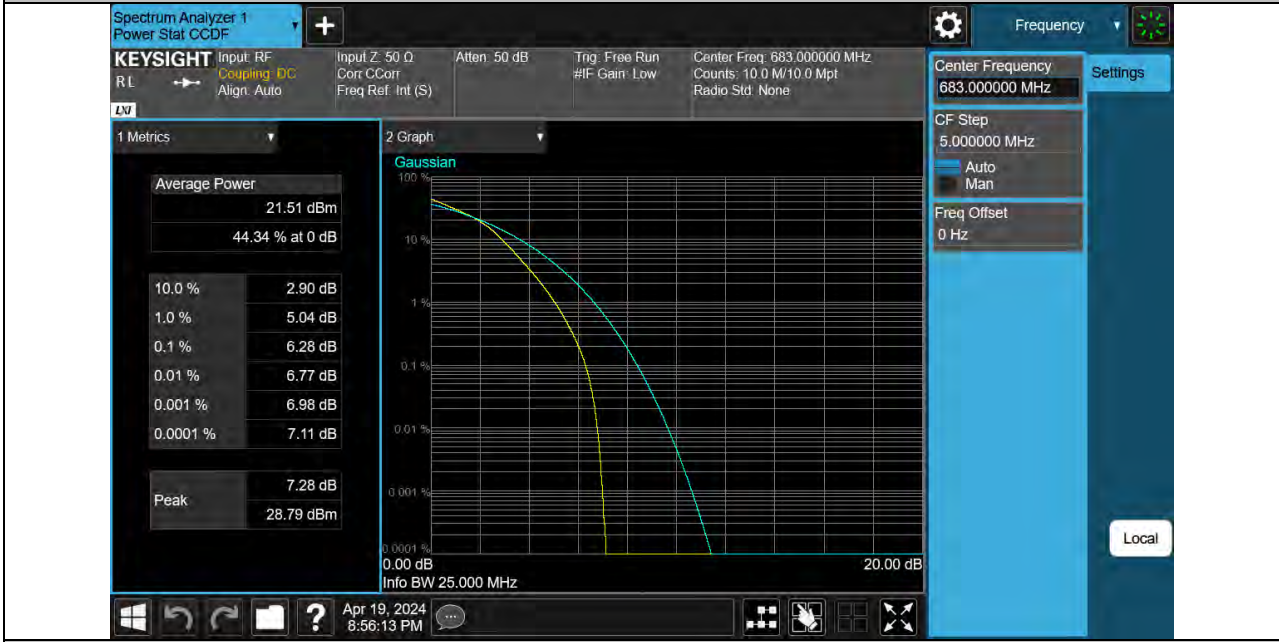 Spectrum Analyzer 1
Power Stat CCDF
Frequency
KEYSIGHT
R L
LXI
Input: RF
Coupling: DC
Align: Auto
Input Z: 50 Ω
Corr CCorr
Freq Ref: Int (S)
Atten: 50 dB
Trig: Free Run
#IF Gain: Low
Center Freq: 683.000000 MHz
Counts: 10.0 M/10.0 Mpt
Radio Std: None
Center Frequency
683.000000 MHz
Settings
CF Step
5.000000 MHz
Auto
Man
Freq Offset
0 Hz
1 Metrics
Average Power
21.51 dBm
44.34 % at 0 dB
10.0 % 2.90 dB
1.0 % 5.04 dB
0.1 % 6.28 dB
0.01 % 6.77 dB
0.001 % 6.98 dB
0.0001 % 7.11 dB
Peak
7.28 dB
28.79 dBm
2 Graph
Gaussian
100 %
10 %
1 %
0.1 %
0.01 %
0.001 %
0.0001 %
0.00 dB 20.00 dB
Info BW 25.000 MHz
Local
?
Apr 19, 2024
8:56:13 PM